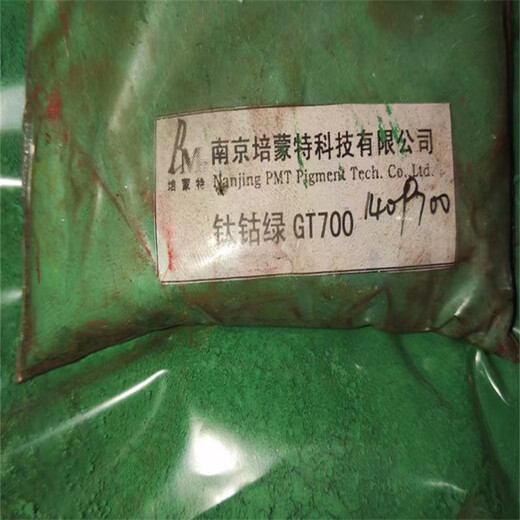 南京培蒙特科技有限公司
培蒙特 Nanjing PMT Pigment Tech. Co., Ltd.
钛钴绿 GT700